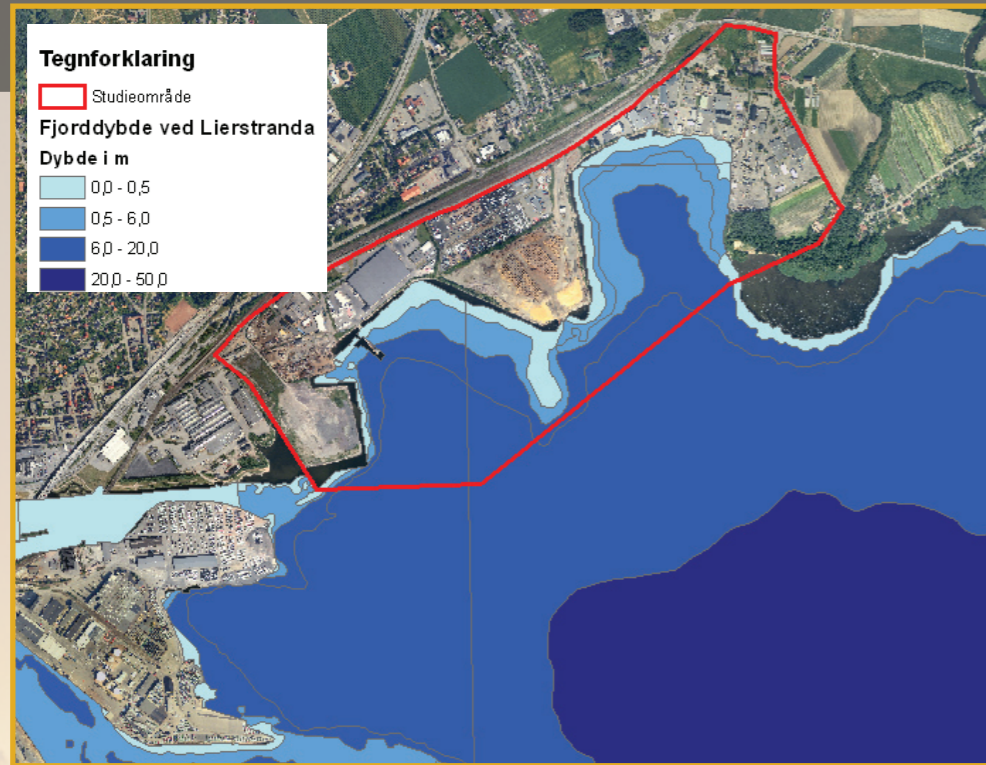 Tegnforklaring
Studieområde
Fjorddybde ved Lierstranda
Dybde i m
0,0 - 0,5
0,5 - 6,0
6,0 - 20,0
20,0 - 50,0